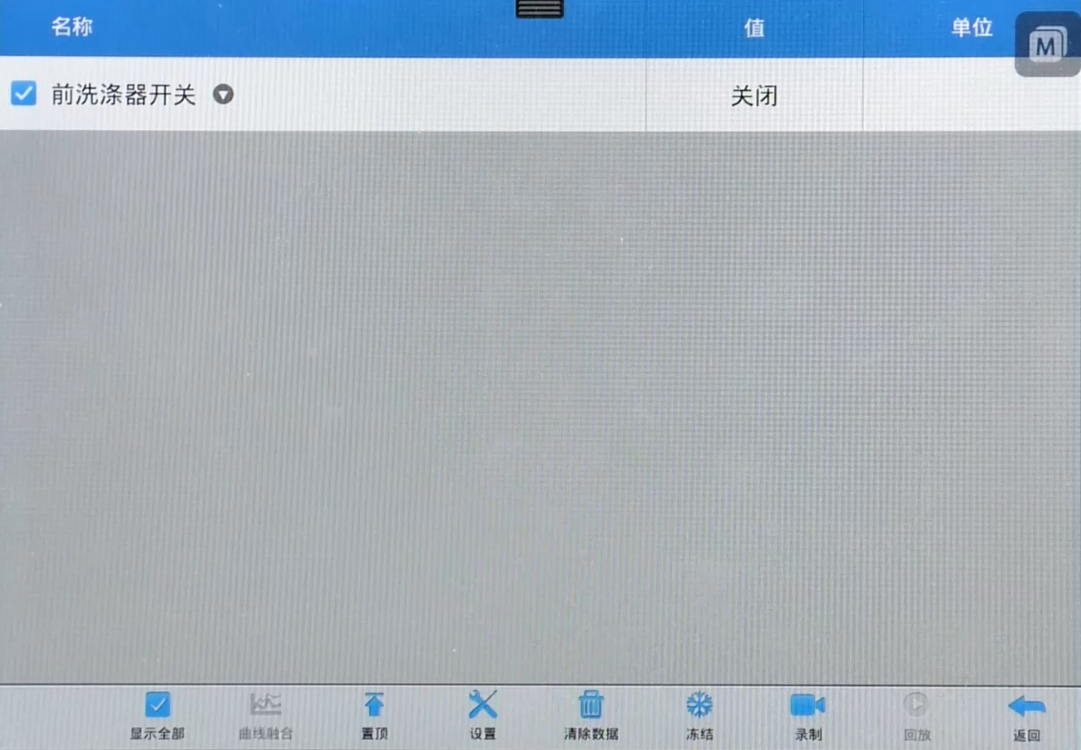 名称 值 单位
M
前洗涤器开关 关闭
显示全部 曲线融合 置顶 设置 清除数据 冻结 录制 回放 返回